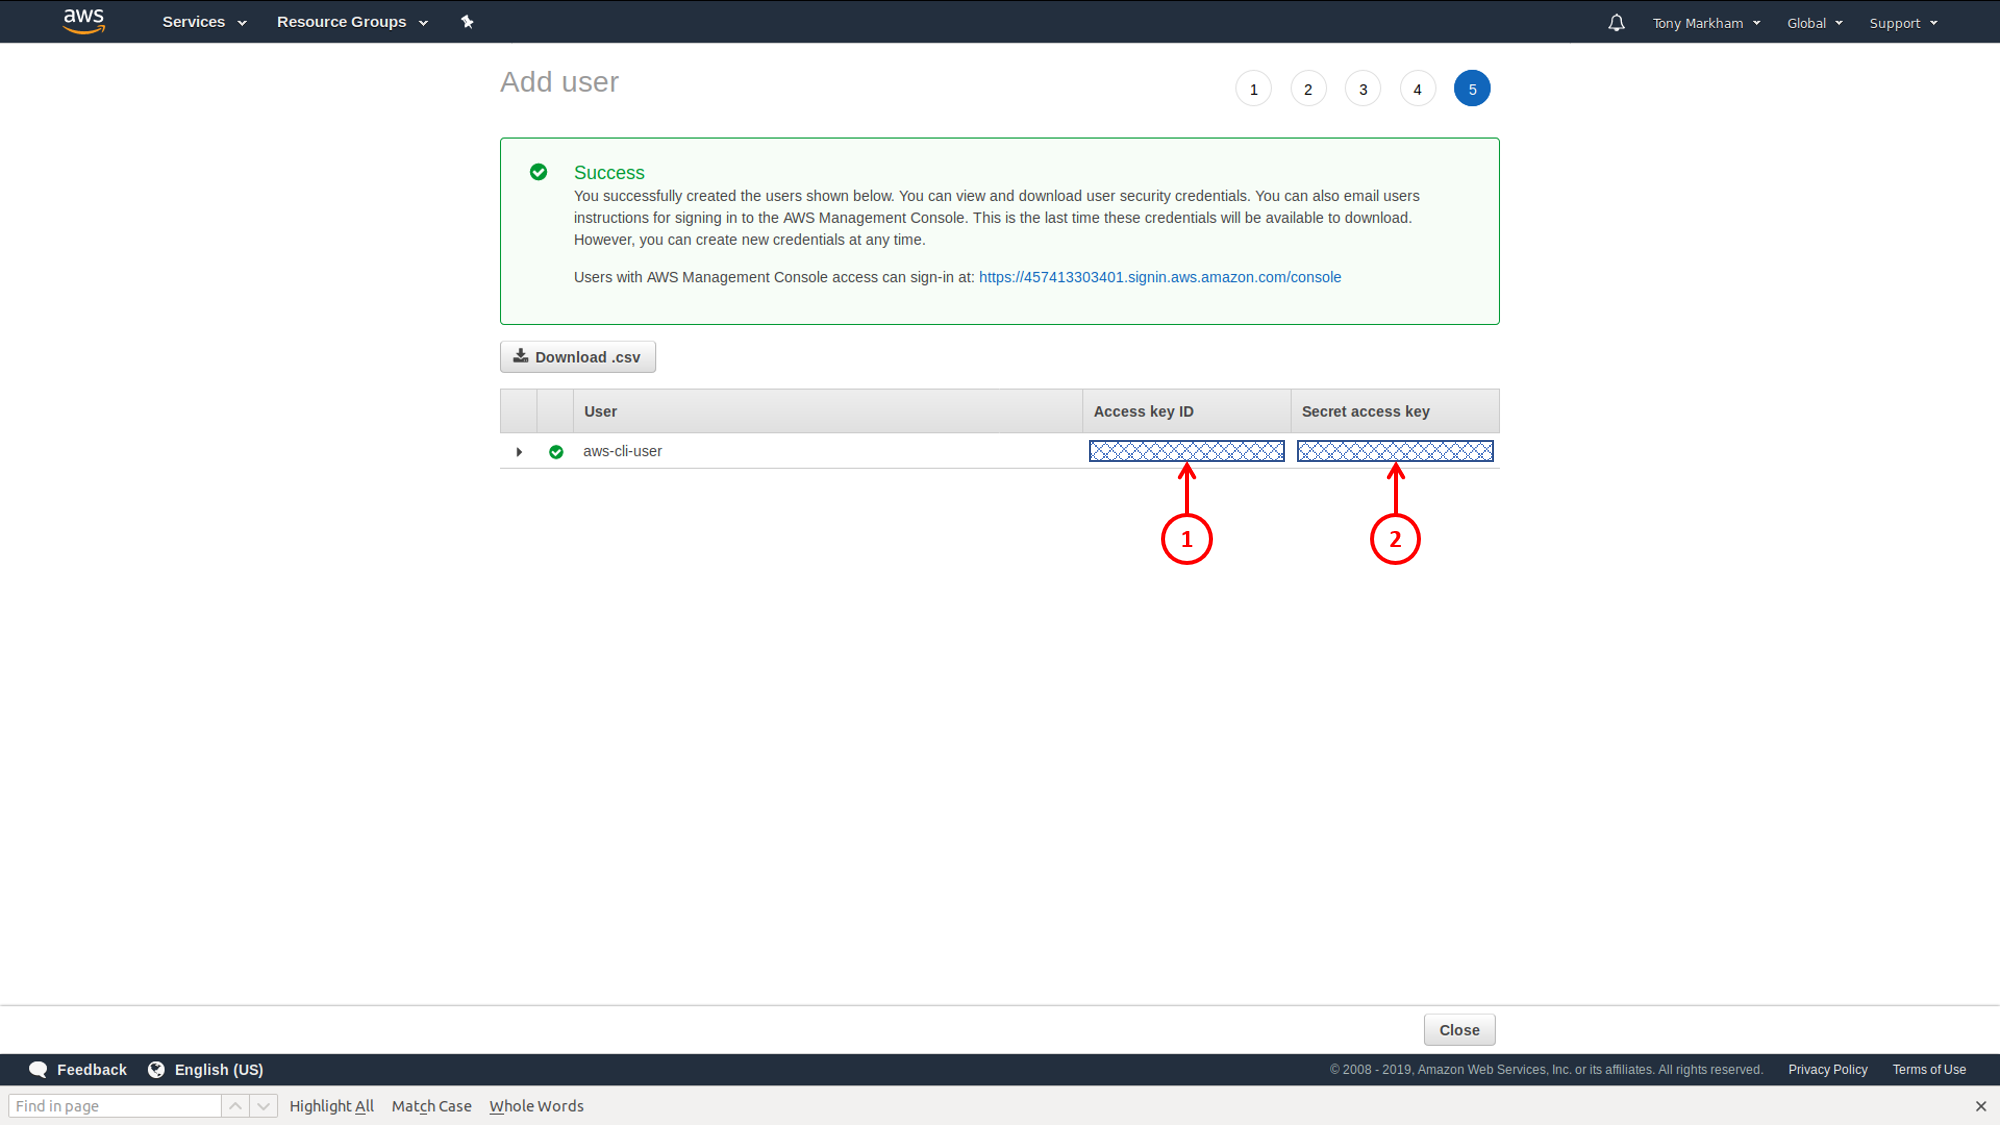 aws Services Resource Groups Tony Markham Global Support
Add user 1 2 3 4 5
Success
You successfully created the users shown below. You can view and download user security credentials. You can also email users
instructions for signing in to the AWS Management Console. This is the last time these credentials will be available to download.
However, you can create new credentials at any time.
Users with AWS Management Console access can sign-in at: https://457413303401.signin.aws.amazon.com/console
Download .csv
User Access key ID Secret access key
aws-cli-user
1 2
Close
Feedback English (US) © 2008 - 2019, Amazon Web Services, Inc. or its affiliates. All rights reserved. Privacy Policy Terms of Use
Find in page Highlight All Match Case Whole Words